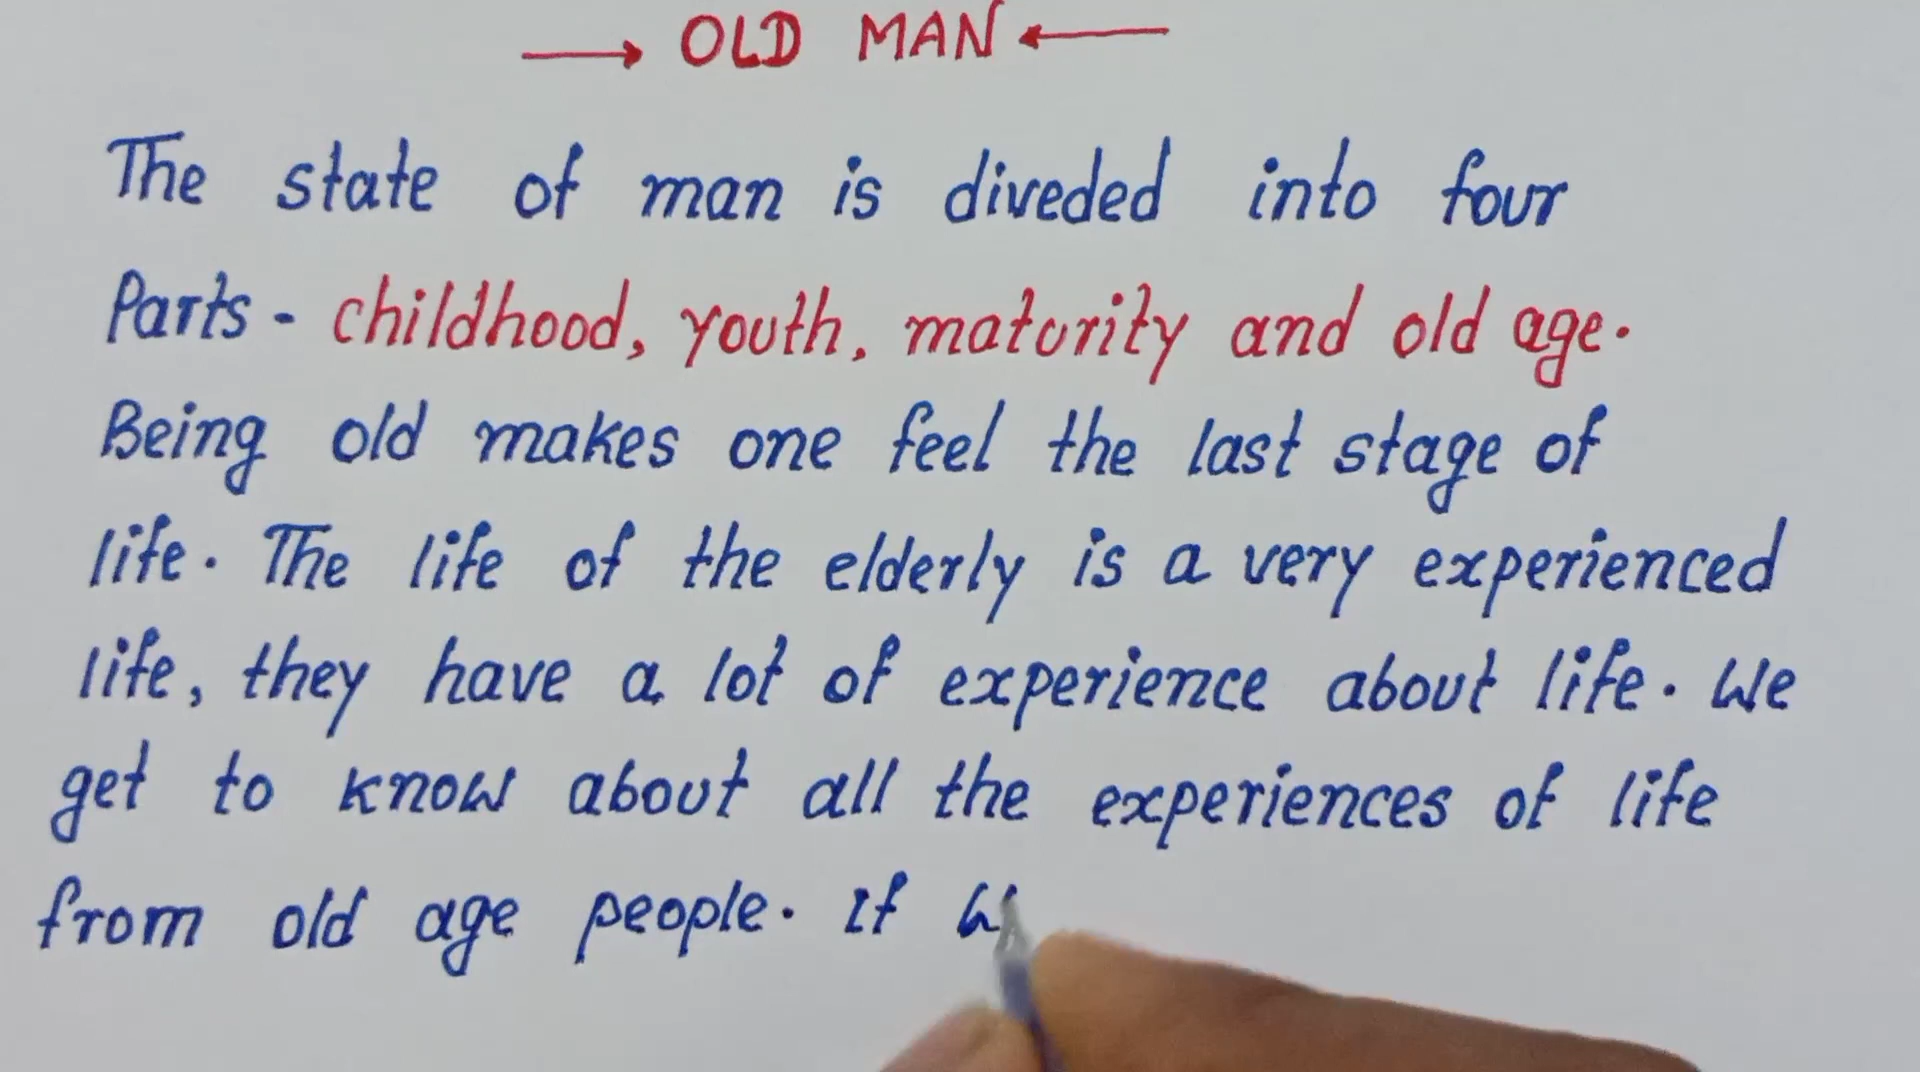 → OLD MAN ←
The state of man is diveded into four
Parts - childhood, youth, maturity and old age.
Being old makes one feel the last stage of
life. The life of the elderly is a very experienced
life, they have a lot of experience about life. We
get to know about all the experiences of life
from old age people. If